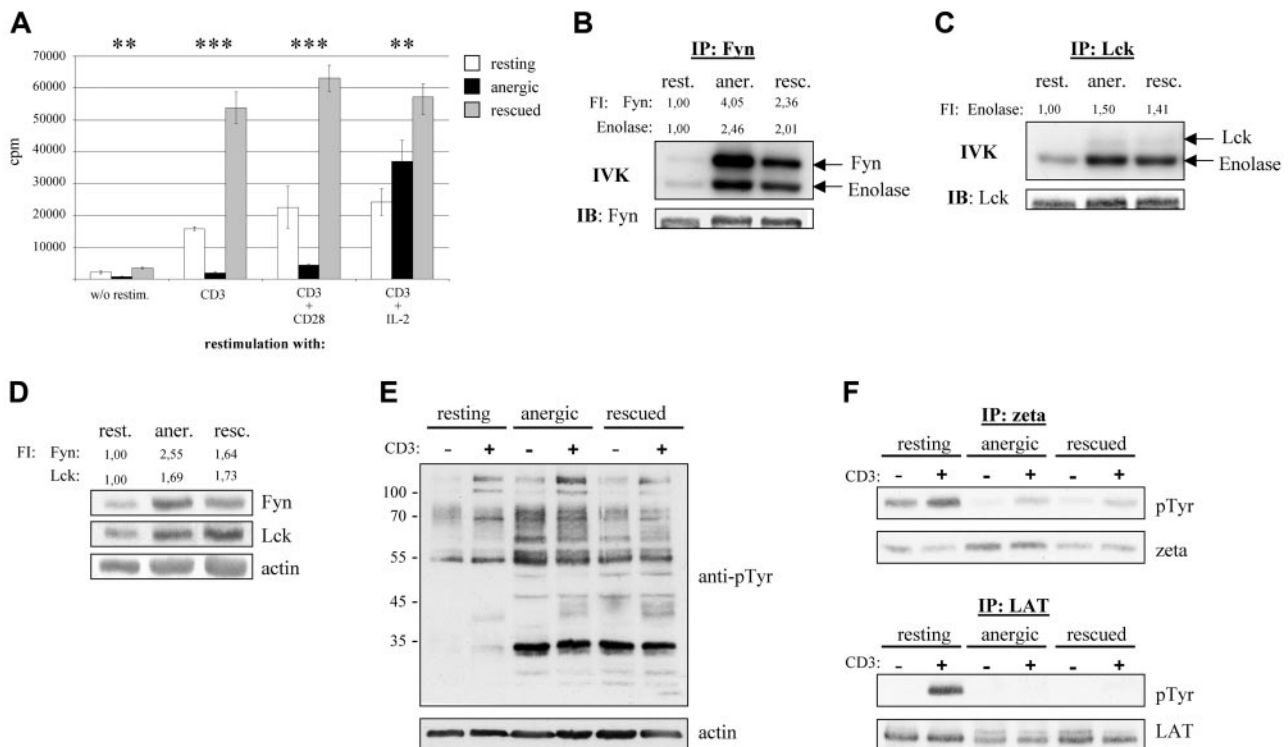 A
** *** *** **
70000
60000
50000
40000
30000
20000
10000
cpm
resting
anergic
rescued
w/o restim.
CD3
CD3
+
CD28
CD3
+
IL-2
restimulation with:
B
IP: Fyn
rest. aner. resc.
FI: Fyn: 1,00 4,05 2,36
Enolase: 1,00 2,46 2,01
IVK
Fyn
Enolase
IB: Fyn
C
IP: Lck
rest. aner. resc.
FI: Enolase: 1,00 1,50 1,41
IVK
Lck
Enolase
IB: Lck
D
rest. aner. resc.
FI: Fyn: 1,00 2,55 1,64
Lck: 1,00 1,69 1,73
Fyn
Lck
actin
E
resting anergic rescued
CD3: - + - + - +
100 -
70 -
55 -
45 -
35 -
anti-pTyr
actin
F
IP: zeta
resting anergic rescued
CD3: - + - + - +
pTyr
zeta
IP: LAT
resting anergic rescued
CD3: - + - + - +
pTyr
LAT